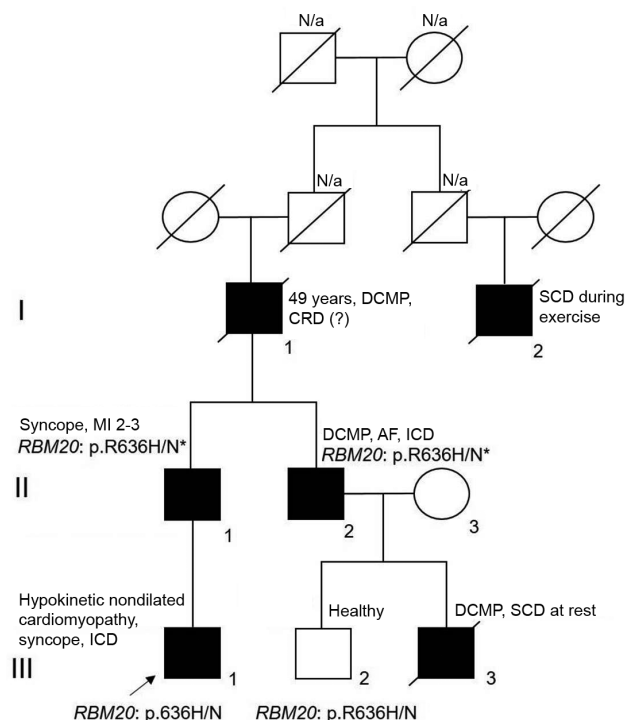 N/a
N/a
N/a
N/a
I
49 years, DCMP,
CRD (?)
1
SCD during
exercise
2
Syncope, MI 2-3
RBM20: p.R636H/N*
DCMP, AF, ICD
RBM20: p.R636H/N*
II
1
2
3
Hypokinetic nondilated
cardiomyopathy,
syncope, ICD
Healthy
DCMP, SCD at rest
III
1
2
3
RBM20: p.636H/N
RBM20: p.R636H/N